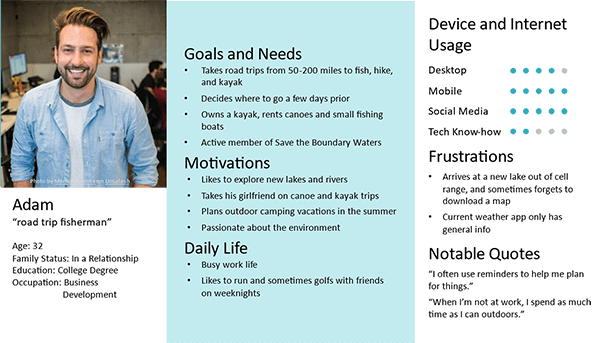 Photo by
on Unsplash
Adam
“road trip fisherman”
Age: 32
Family Status: In a Relationship
Education: College Degree
Occupation: Business
Development
Goals and Needs
• Takes road trips from 50-200 miles to fish, hike,
and kayak
• Decides where to go a few days prior
• Owns a kayak, rents canoes and small fishing
boats
• Active member of Save the Boundary Waters
Motivations
• Likes to explore new lakes and rivers
• Takes his girlfriend on canoe and kayak trips
• Plans outdoor camping vacations in the summer
• Passionate about the environment
Daily Life
• Busy work life
• Likes to run and sometimes golfs with friends
on weeknights
Device and Internet
Usage
Desktop
Mobile
Social Media
Tech Know-how
Frustrations
• Arrives at a new lake out of cell
range, and sometimes forgets to
download a map
• Current weather app only has
general info
Notable Quotes
“I often use reminders to help me plan
for things.”
“When I’m not at work, I spend as much
time as I can outdoors.”